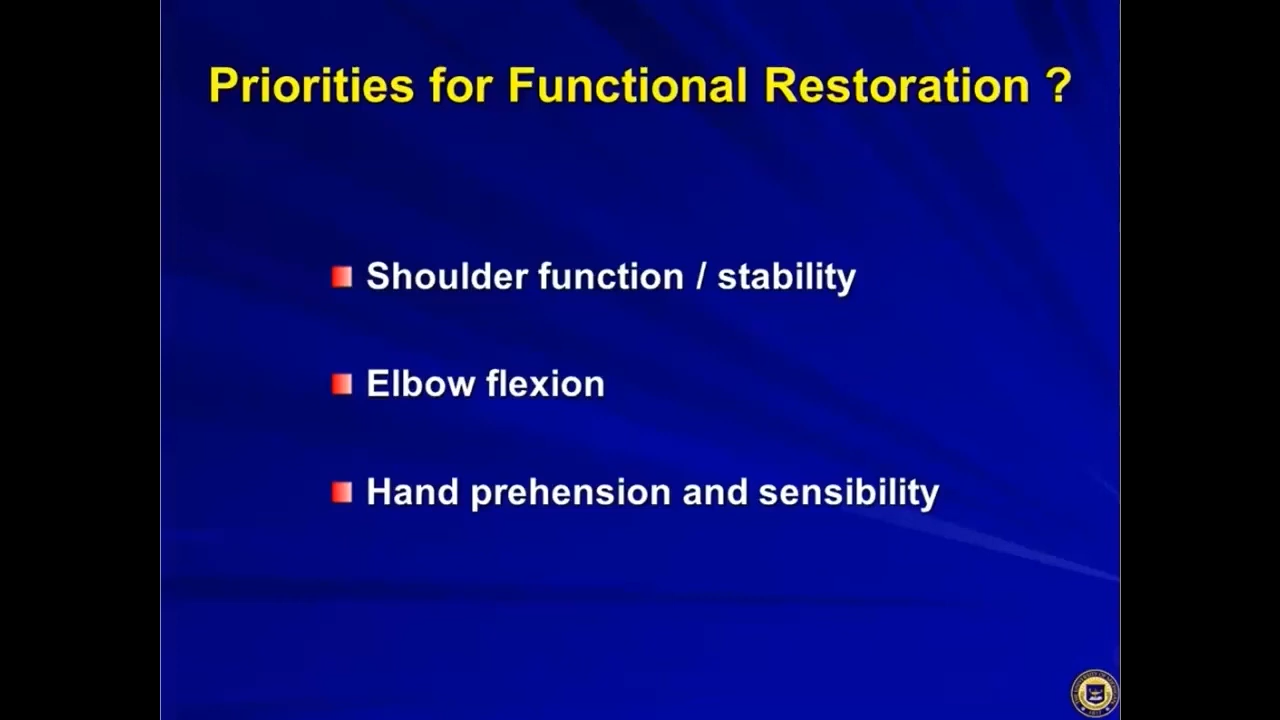 Priorities for Functional Restoration ?
Shoulder function / stability
Elbow flexion
Hand prehension and sensibility